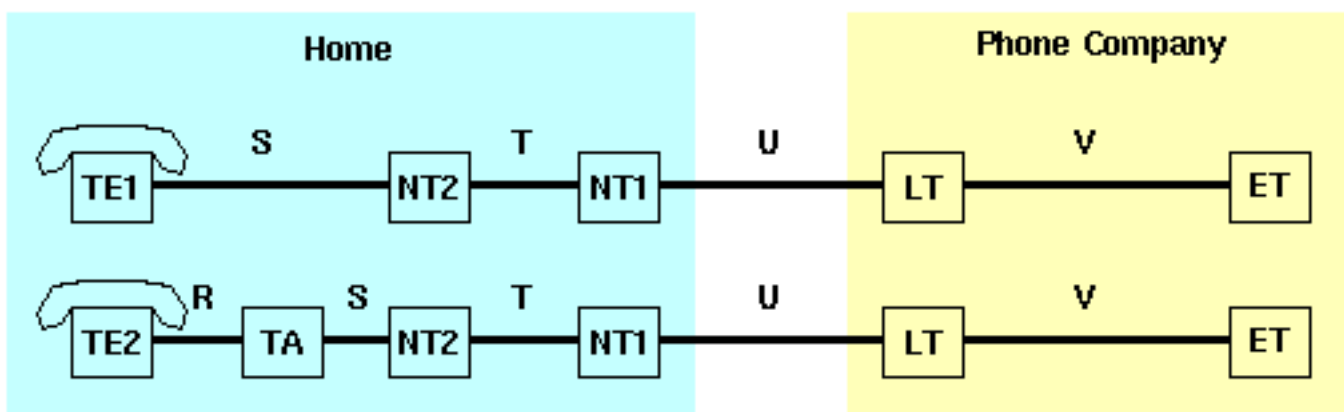 Home
Phone Company
S T U V
TE1 NT2 NT1 LT ET
R S T U V
TE2 TA NT2 NT1 LT ET